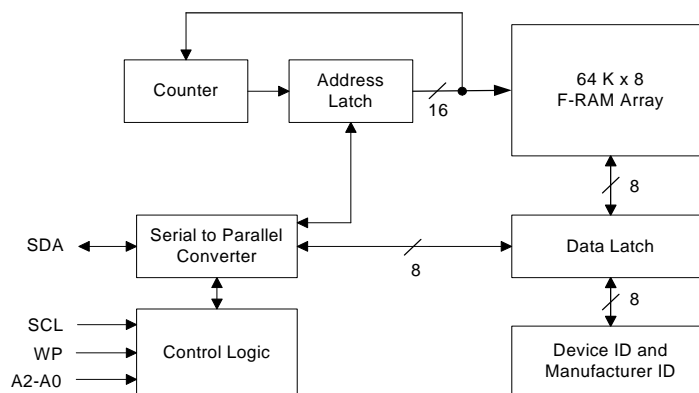 Counter
Address
Latch
16
64 K x 8
F-RAM Array
8
SDA
Serial to Parallel
Converter
8
Data Latch
8
SCL
WP
A2-A0
Control Logic
Device ID and
Manufacturer ID